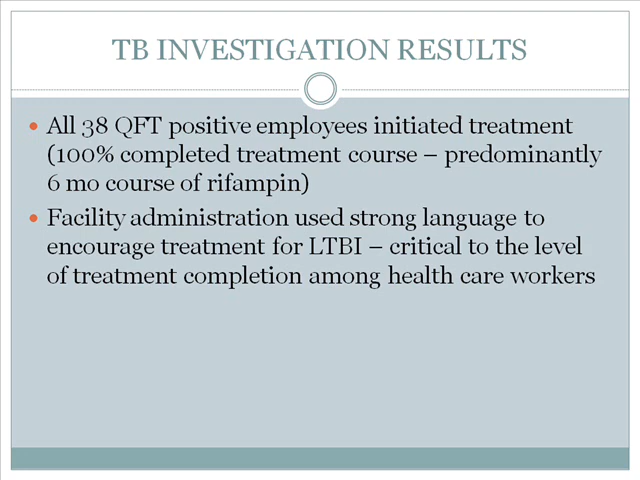 TB INVESTIGATION RESULTS
• All 38 QFT positive employees initiated treatment
(100% completed treatment course – predominantly
6 mo course of rifampin)
• Facility administration used strong language to
encourage treatment for LTBI – critical to the level
of treatment completion among health care workers